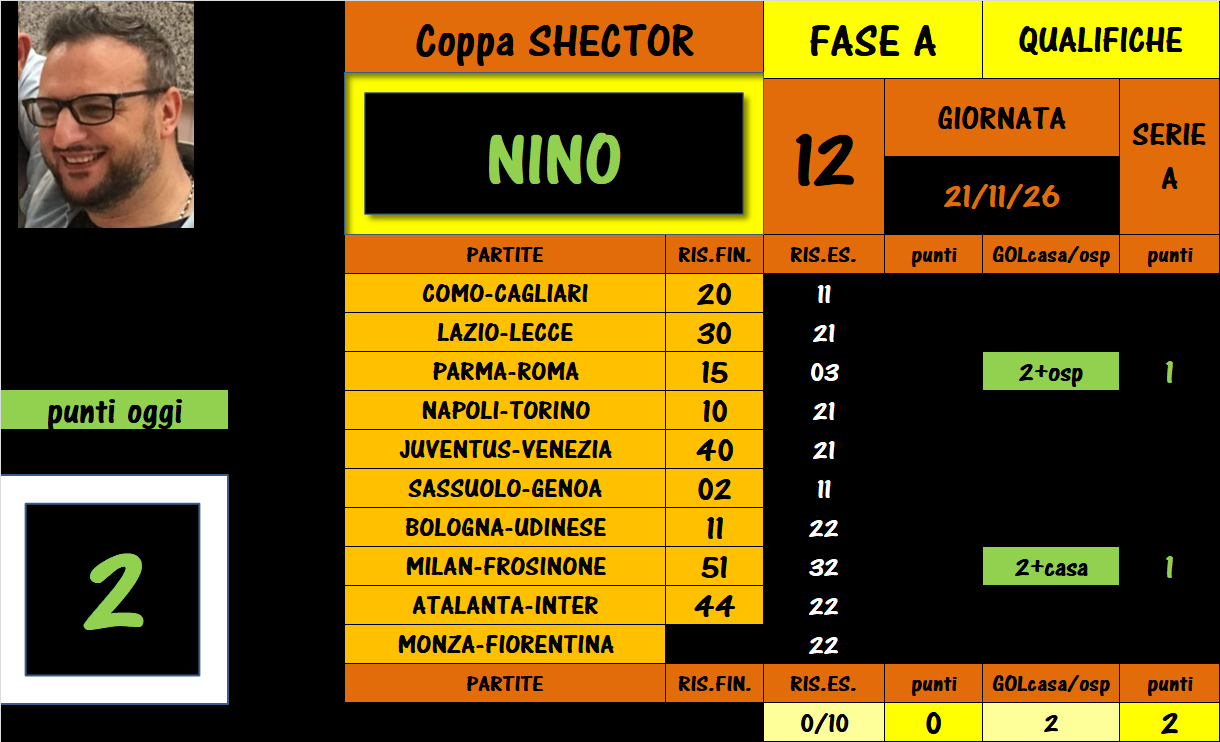 Coppa SHECTOR FASE A QUALIFICHE
NINO 12 GIORNATA SERIE A
21/11/26
PARTITE RIS.FIN. RIS.ES. punti GOLcasa/osp punti
COMO-CAGLIARI 20 11
LAZIO-LECCE 30 21
PARMA-ROMA 15 03 2+osp 1
NAPOLI-TORINO 10 21
punti oggi
JUVENTUS-VENEZIA 40 21
SASSUOLO-GENOA 02 11
BOLOGNA-UDINESE 11 22
MILAN-FROSINONE 51 32 2+casa 1
2
ATALANTA-INTER 44 22
MONZA-FIORENTINA 22
PARTITE RIS.FIN. RIS.ES. punti GOLcasa/osp punti
0/10 0 2 2